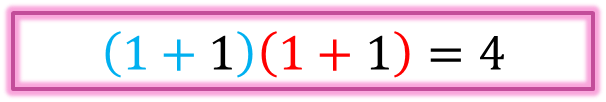 (1 + 1)(1 + 1) = 4